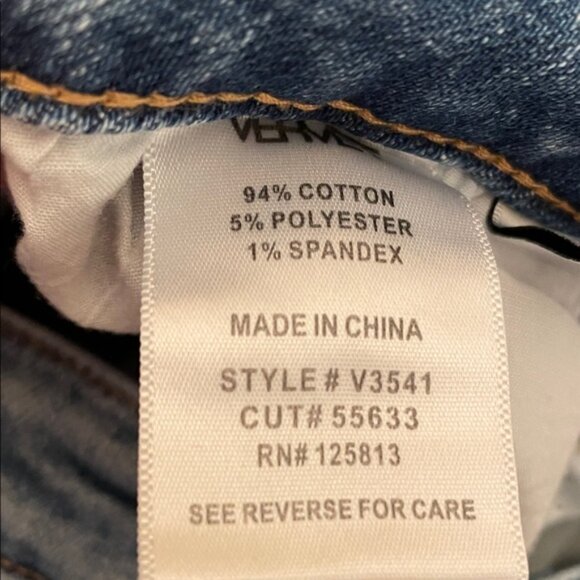 VERVET
94% COTTON
5% POLYESTER
1% SPANDEX
MADE IN CHINA
STYLE# V3541
CUT# 55633
RN# 125813
SEE REVERSE FOR CARE